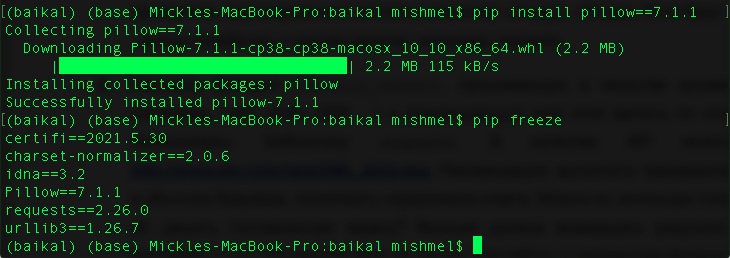 [(baikal) (base) Mickles-MacBook-Pro:baikal mishmel$ pip install pillow==7.1.1
Collecting pillow==7.1.1
  Downloading Pillow-7.1.1-cp38-cp38-macosx_10_10_x86_64.whl (2.2 MB)
     |████████████████████████████████| 2.2 MB 115 kB/s
Installing collected packages: pillow
Successfully installed pillow-7.1.1
[(baikal) (base) Mickles-MacBook-Pro:baikal mishmel$ pip freeze
certifi==2021.5.30
charset-normalizer==2.0.6
idna==3.2
Pillow==7.1.1
requests==2.26.0
urllib3==1.26.7
(baikal) (base) Mickles-MacBook-Pro:baikal mishmel$